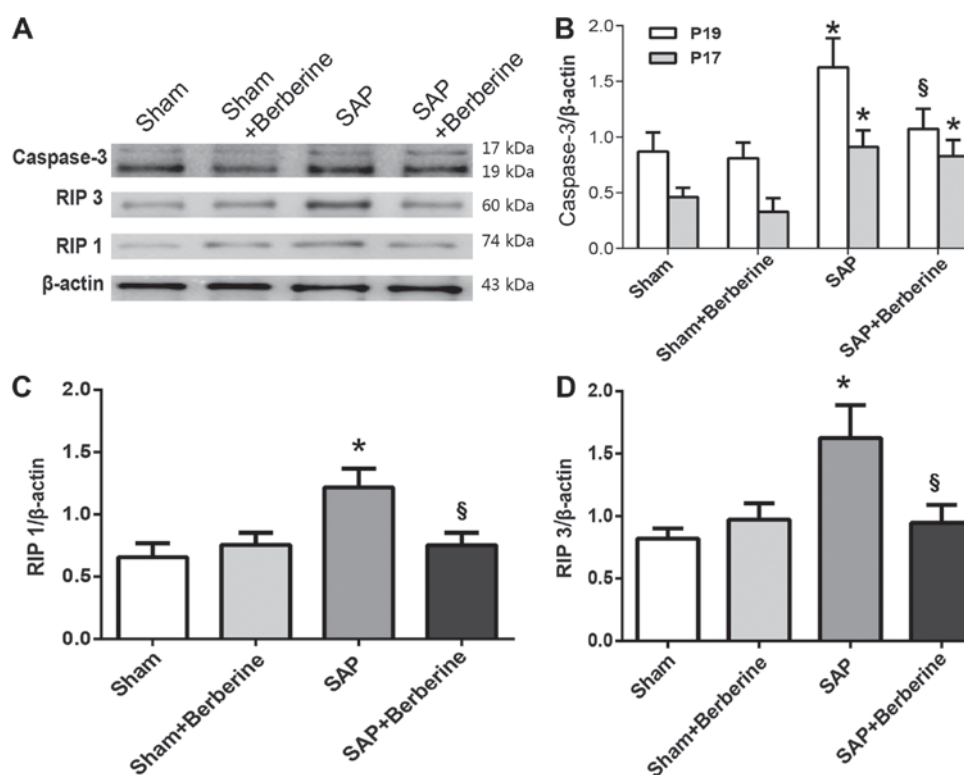 A
Sham
Sham
+Berberine
SAP
SAP
+Berberine
Caspase-3
17 kDa
19 kDa
RIP 3
60 kDa
RIP 1
74 kDa
β-actin
43 kDa
B
P19
P17
Caspase-3/β-actin
2.0
1.5
1.0
0.5
0.0
*
*
§
*
Sham
Sham+Berberine
SAP
SAP+Berberine
C
RIP 1/β-actin
2.0
1.5
1.0
0.5
0.0
*
§
Sham
Sham+Berberine
SAP
SAP+Berberine
D
RIP 3/β-actin
2.0
1.5
1.0
0.5
0.0
*
§
Sham
Sham+Berberine
SAP
SAP+Berberine